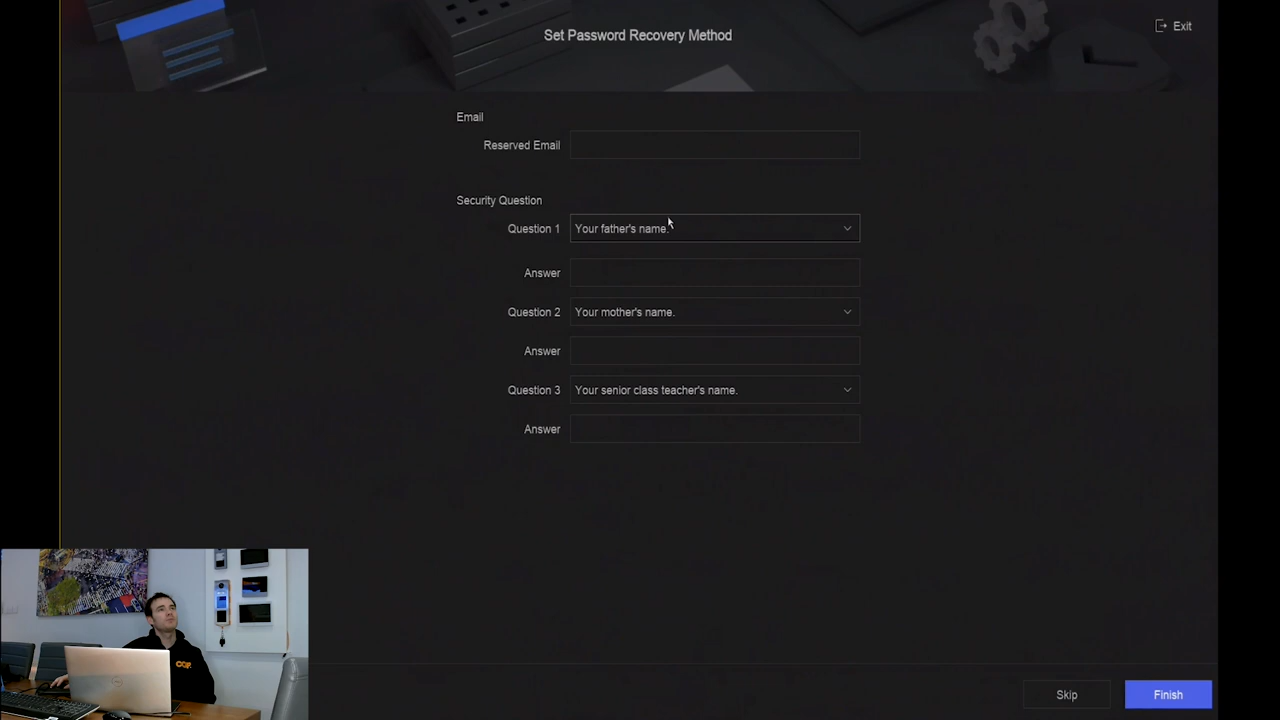 Set Password Recovery Method
Exit
Email
Reserved Email
Security Question
Question 1 Your father's name.
Answer
Question 2 Your mother's name.
Answer
Question 3 Your senior class teacher's name.
Answer
Skip
Finish